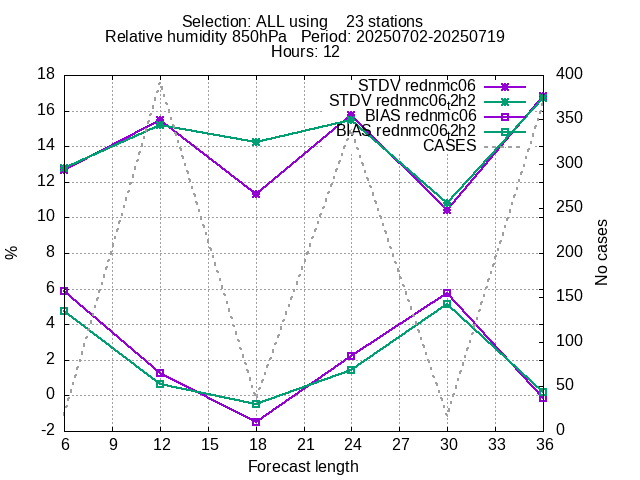 Selection: ALL using 23 stations
Relative humidity 850hPa Period: 20250702-20250719
Hours: 12
18 400
16 350
14 300
12 250
10 200
8 150
6 100
4 50
2 0
0
-2
%
No cases
STDV rednmc06
STDV rednmc06t2h2
BIAS rednmc06
BIAS rednmc06t2h2
CASES
6 9 12 15 18 21 24 27 30 33 36
Forecast length